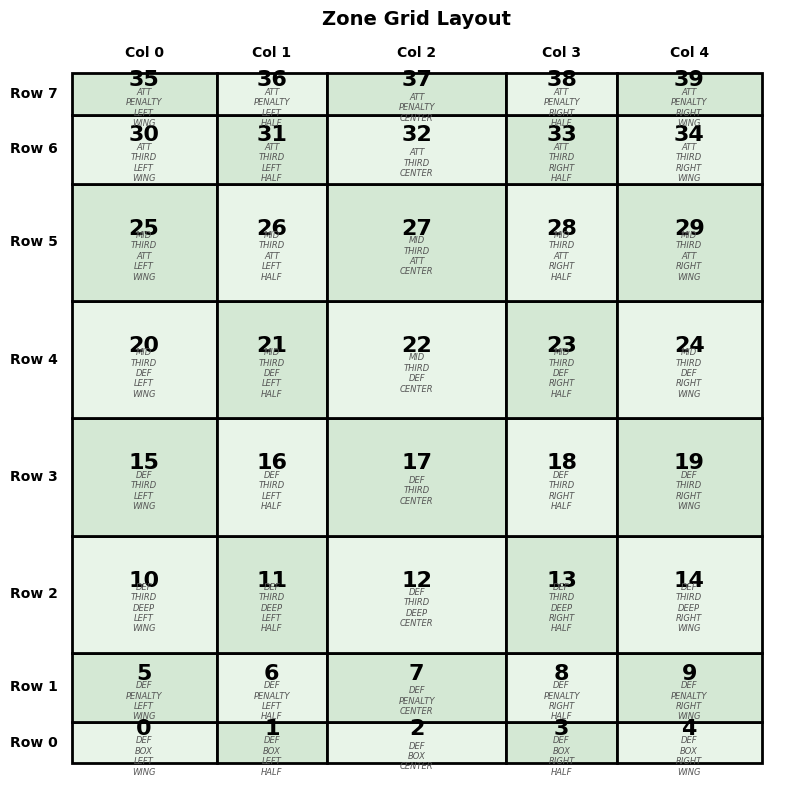 Zone Grid Layout
Col 0 Col 1 Col 2 Col 3 Col 4
Row 7
35
ATT
PENALTY
LEFT
WING
36
ATT
PENALTY
LEFT
HALF
37
ATT
PENALTY
CENTER
38
ATT
PENALTY
RIGHT
HALF
39
ATT
PENALTY
RIGHT
WING
Row 6
30
ATT
THIRD
LEFT
WING
31
ATT
THIRD
LEFT
HALF
32
ATT
THIRD
CENTER
33
ATT
THIRD
RIGHT
HALF
34
ATT
THIRD
RIGHT
WING
Row 5
25
MID
THIRD
ATT
LEFT
WING
26
MID
THIRD
ATT
LEFT
HALF
27
MID
THIRD
ATT
CENTER
28
MID
THIRD
ATT
RIGHT
HALF
29
MID
THIRD
ATT
RIGHT
WING
Row 4
20
MID
THIRD
DEF
LEFT
WING
21
MID
THIRD
DEF
LEFT
HALF
22
MID
THIRD
DEF
CENTER
23
MID
THIRD
DEF
RIGHT
HALF
24
MID
THIRD
DEF
RIGHT
WING
Row 3
15
DEF
THIRD
LEFT
WING
16
DEF
THIRD
LEFT
HALF
17
DEF
THIRD
CENTER
18
DEF
THIRD
RIGHT
HALF
19
DEF
THIRD
RIGHT
WING
Row 2
10
DEF
THIRD
DEEP
LEFT
WING
11
DEF
THIRD
DEEP
LEFT
HALF
12
DEF
THIRD
DEEP
CENTER
13
DEF
THIRD
DEEP
RIGHT
HALF
14
DEF
THIRD
DEEP
RIGHT
WING
Row 1
5
DEF
PENALTY
LEFT
WING
6
DEF
PENALTY
LEFT
HALF
7
DEF
PENALTY
CENTER
8
DEF
PENALTY
RIGHT
HALF
9
DEF
PENALTY
RIGHT
WING
Row 0
0
DEF
BOX
LEFT
WING
1
DEF
BOX
LEFT
HALF
2
DEF
BOX
CENTER
3
DEF
BOX
RIGHT
HALF
4
DEF
BOX
RIGHT
WING